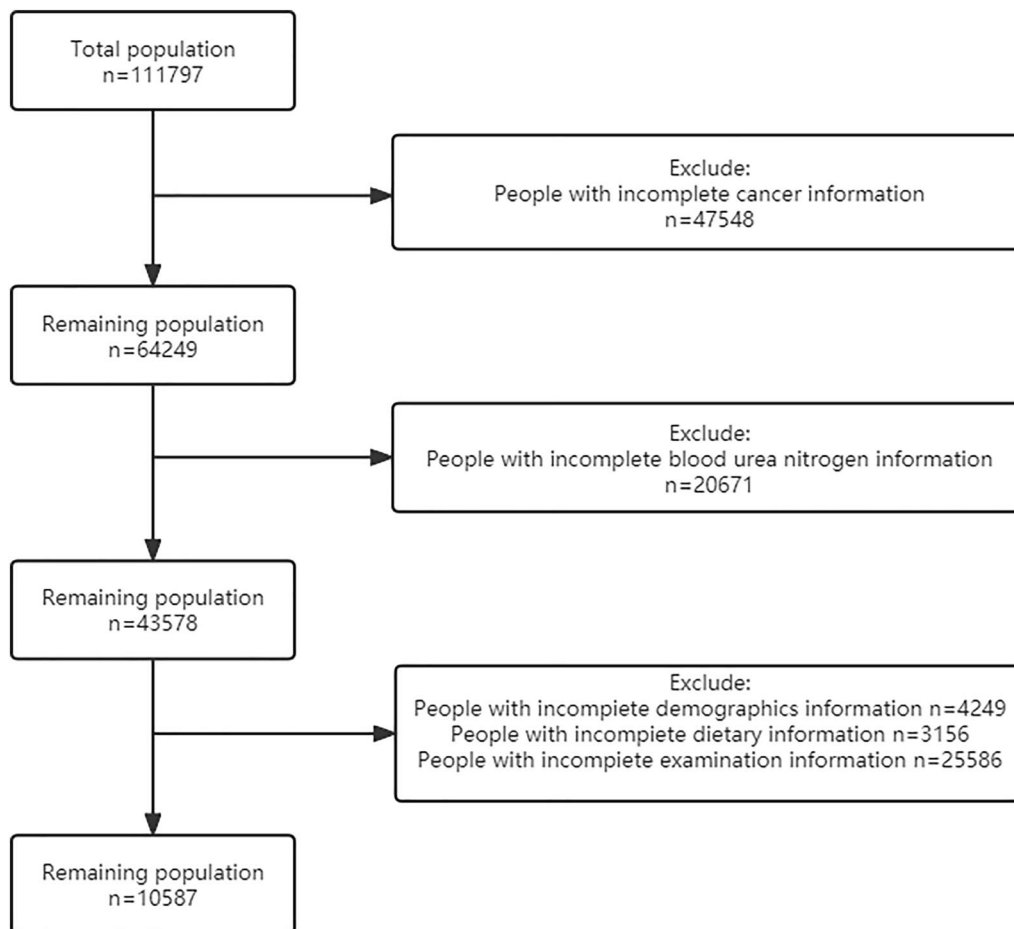 Total population
n=111797
Exclude:
People with incomplete cancer information
n=47548
Remaining population
n=64249
Exclude:
People with incomplete blood urea nitrogen information
n=20671
Remaining population
n=43578
Exclude:
People with incompiete demographics information n=4249
People with incompiete dietary information n=3156
People with incompiete examination information n=25586
Remaining population
n=10587